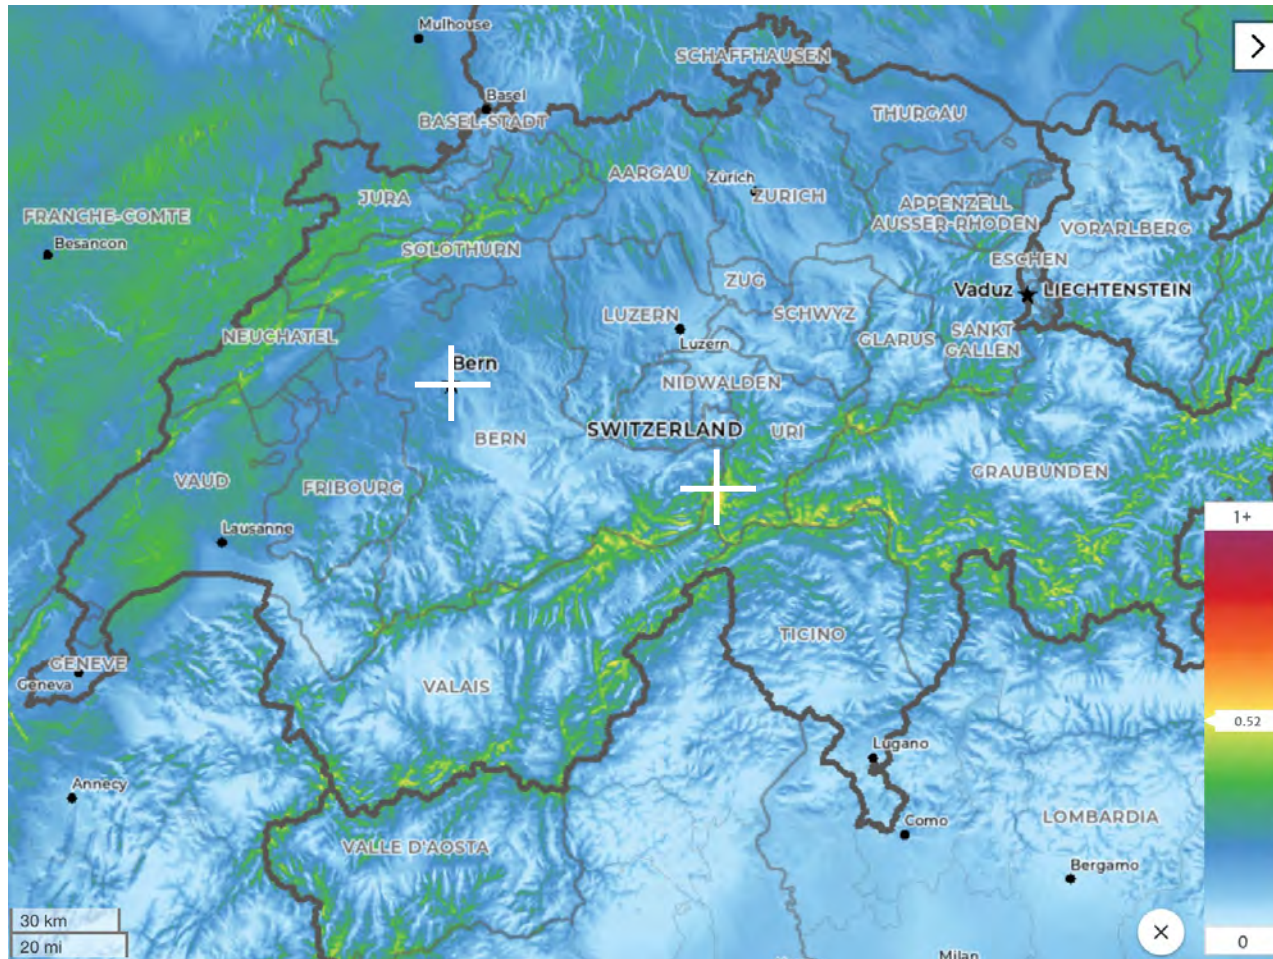 Mulhouse
SCHAFFHAUSEN
Basel
BASEL-STADT
THURGAU
AARGAU
Zürich
ZURICH
JURA
FRANCHE-COMTE
Besancon
APPENZELL
AUSSER-RHODEN
VORARLBERG
SOLOTHURN
ESCHEN
ZUG
Vaduz
LIECHTENSTEIN
LUZERN
SCHWYZ
NEUCHATEL
Luzern
GLARUS
SANKT
GALLEN
Bern
NIDWALDEN
SWITZERLAND
URI
BERN
GRAUBUNDEN
VAUD
FRIBOURG
Lausanne
1+
TICINO
GENEVE
Geneva
VALAIS
0.52
Lugano
Annecy
Como
LOMBARDIA
VALLE D'AOSTA
Bergamo
30 km
20 mi
0
Milan